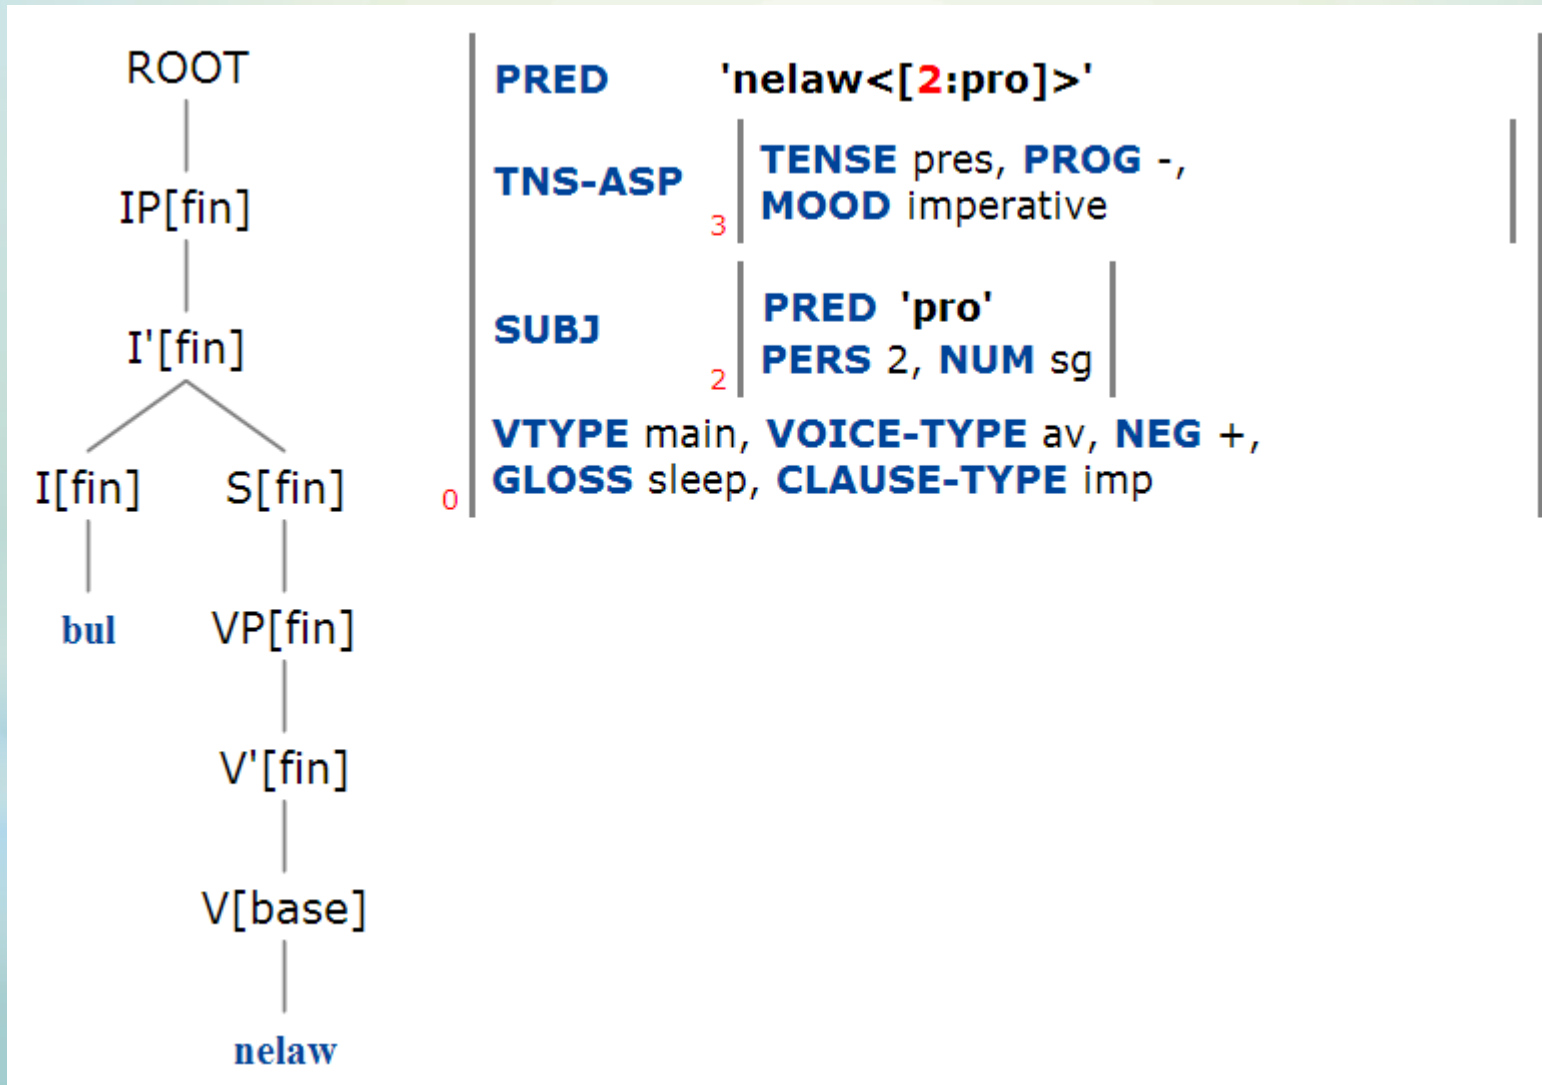 ROOT
IP[fin]
I'[fin]
I[fin] S[fin]
bul VP[fin]
V'[fin]
V[base]
nelaw
PRED 'nelaw<[2:pro]>'
TNS-ASP
3
TENSE pres, PROG -,
MOOD imperative
SUBJ
2
PRED 'pro'
PERS 2, NUM sg
VTYPE main, VOICE-TYPE av, NEG +,
0 GLOSS sleep, CLAUSE-TYPE imp